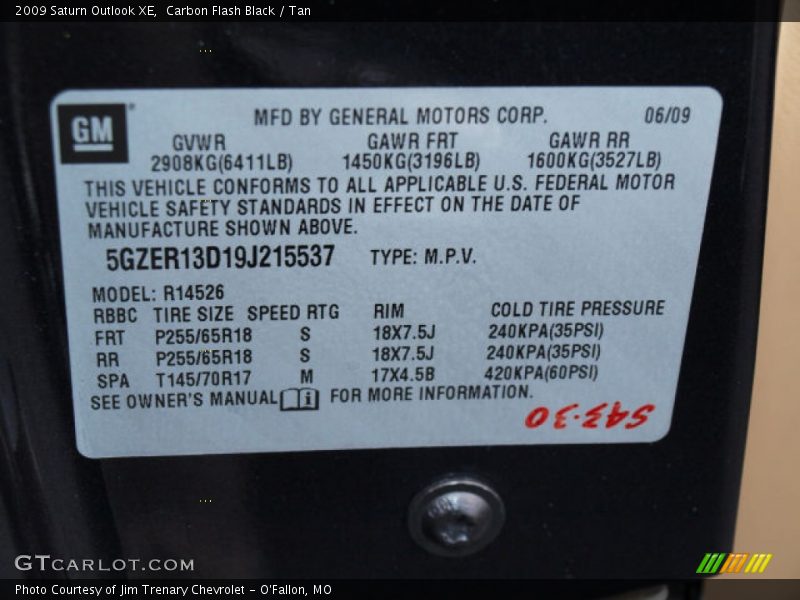 2009 Saturn Outlook XE,  Carbon Flash Black / Tan
GM
MFD BY GENERAL MOTORS CORP. 06/09
GVWR GAWR FRT GAWR RR
2908KG(6411LB) 1450KG(3196LB) 1600KG(3527LB)
THIS VEHICLE CONFORMS TO ALL APPLICABLE U.S. FEDERAL MOTOR
VEHICLE SAFETY STANDARDS IN EFFECT ON THE DATE OF
MANUFACTURE SHOWN ABOVE.
5GZER13D19J215537 TYPE: M.P.V.
MODEL: R14526
RBBC TIRE SIZE SPEED RTG RIM COLD TIRE PRESSURE
FRT P255/65R18 S 18X7.5J 240KPA(35PSI)
RR P255/65R18 S 18X7.5J 240KPA(35PSI)
SPA T145/70R17 M 17X4.5B 420KPA(60PSI)
SEE OWNER'S MANUAL i FOR MORE INFORMATION.
543-30
GTCARLOT.COM
Photo Courtesy of Jim Trenary Chevrolet - O'Fallon, MO